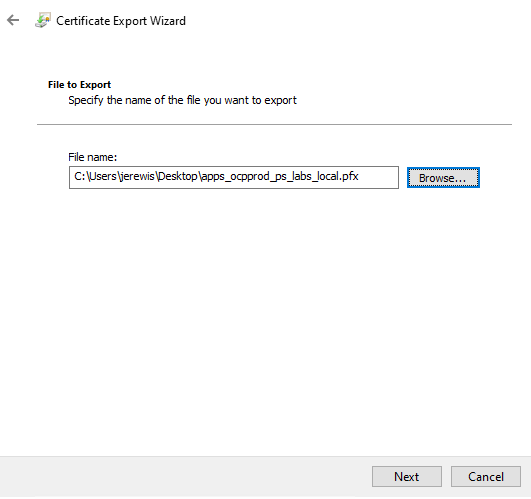 Certificate Export Wizard
File to Export
Specify the name of the file you want to export
File name:
C:\Users\jerewis\Desktop\apps_ocpprod_ps_labs_local.pfx
Browse...
Next
Cancel